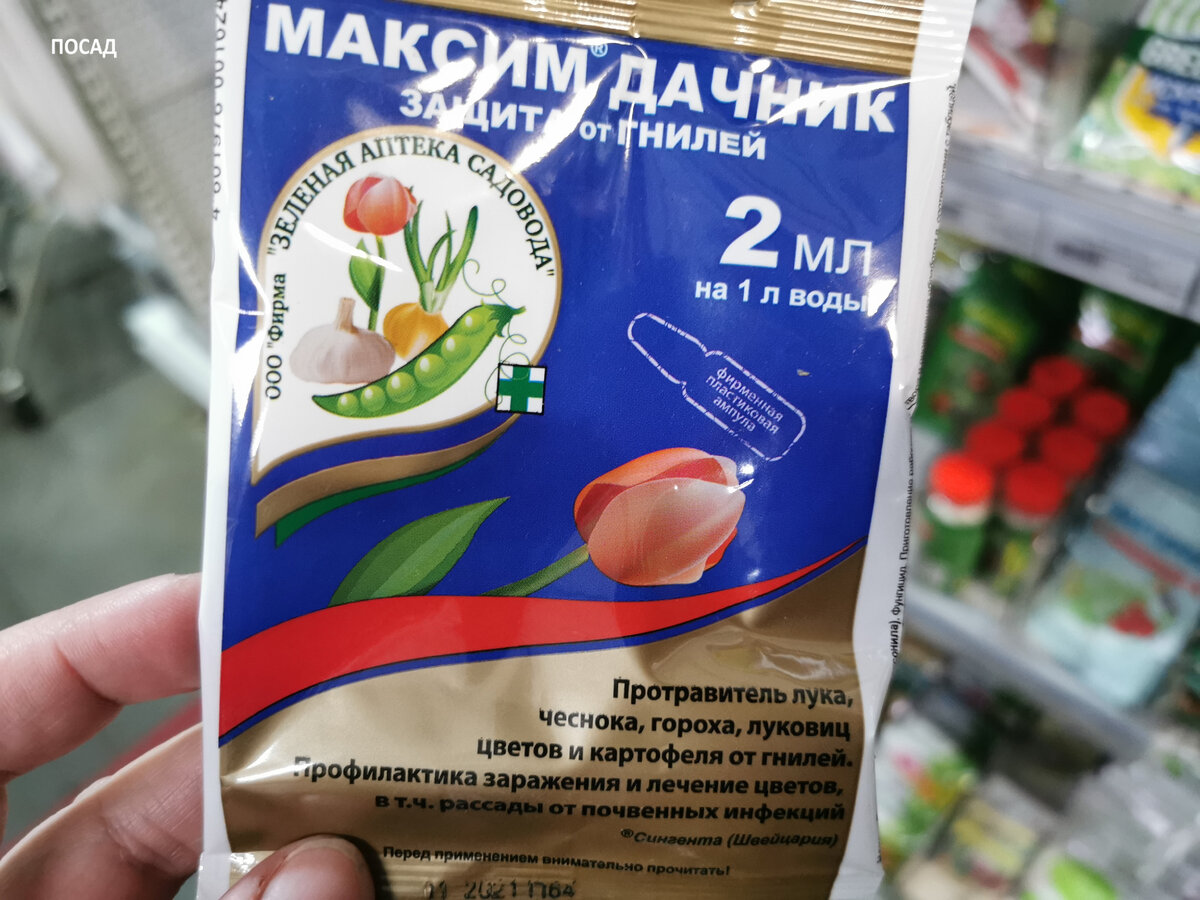 ПОСАД
МАКСИМ® ДАЧНИК
ЗАЩИТА от ГНИЛЕЙ
ООО "Фирма "ЗЕЛЕНАЯ АПТЕКА САДОВОДА"
2 МЛ
на 1 л воды
фирменная
пластиковая
ампула
Протравитель лука,
чеснока, гороха, луковиц
цветов и картофеля от гнилей.
Профилактика заражения и лечение цветов,
в т.ч. рассады от почвенных инфекций
®Сингента (Швейцария)
Перед применением внимательно прочитать!
Фунгицид. Приготовление